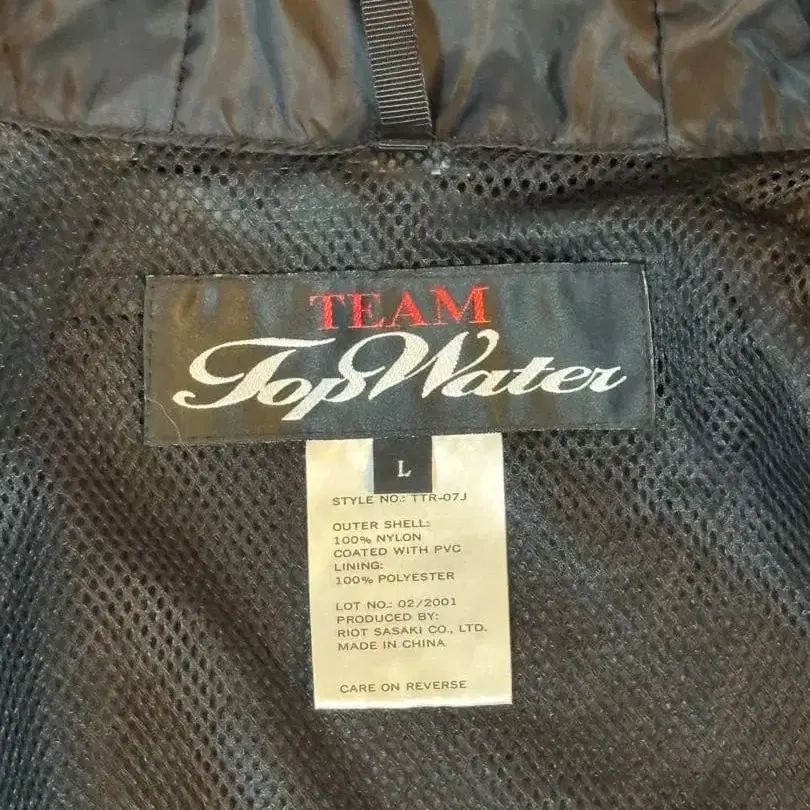 TEAM
TopWater
L
STYLE NO.: TTR-07J
OUTER SHELL:
100% NYLON
COATED WITH PVC
LINING:
100% POLYESTER
LOT NO.: 02/2001
PRODUCED BY:
RIOT SASAKI CO., LTD.
MADE IN CHINA
CARE ON REVERSE